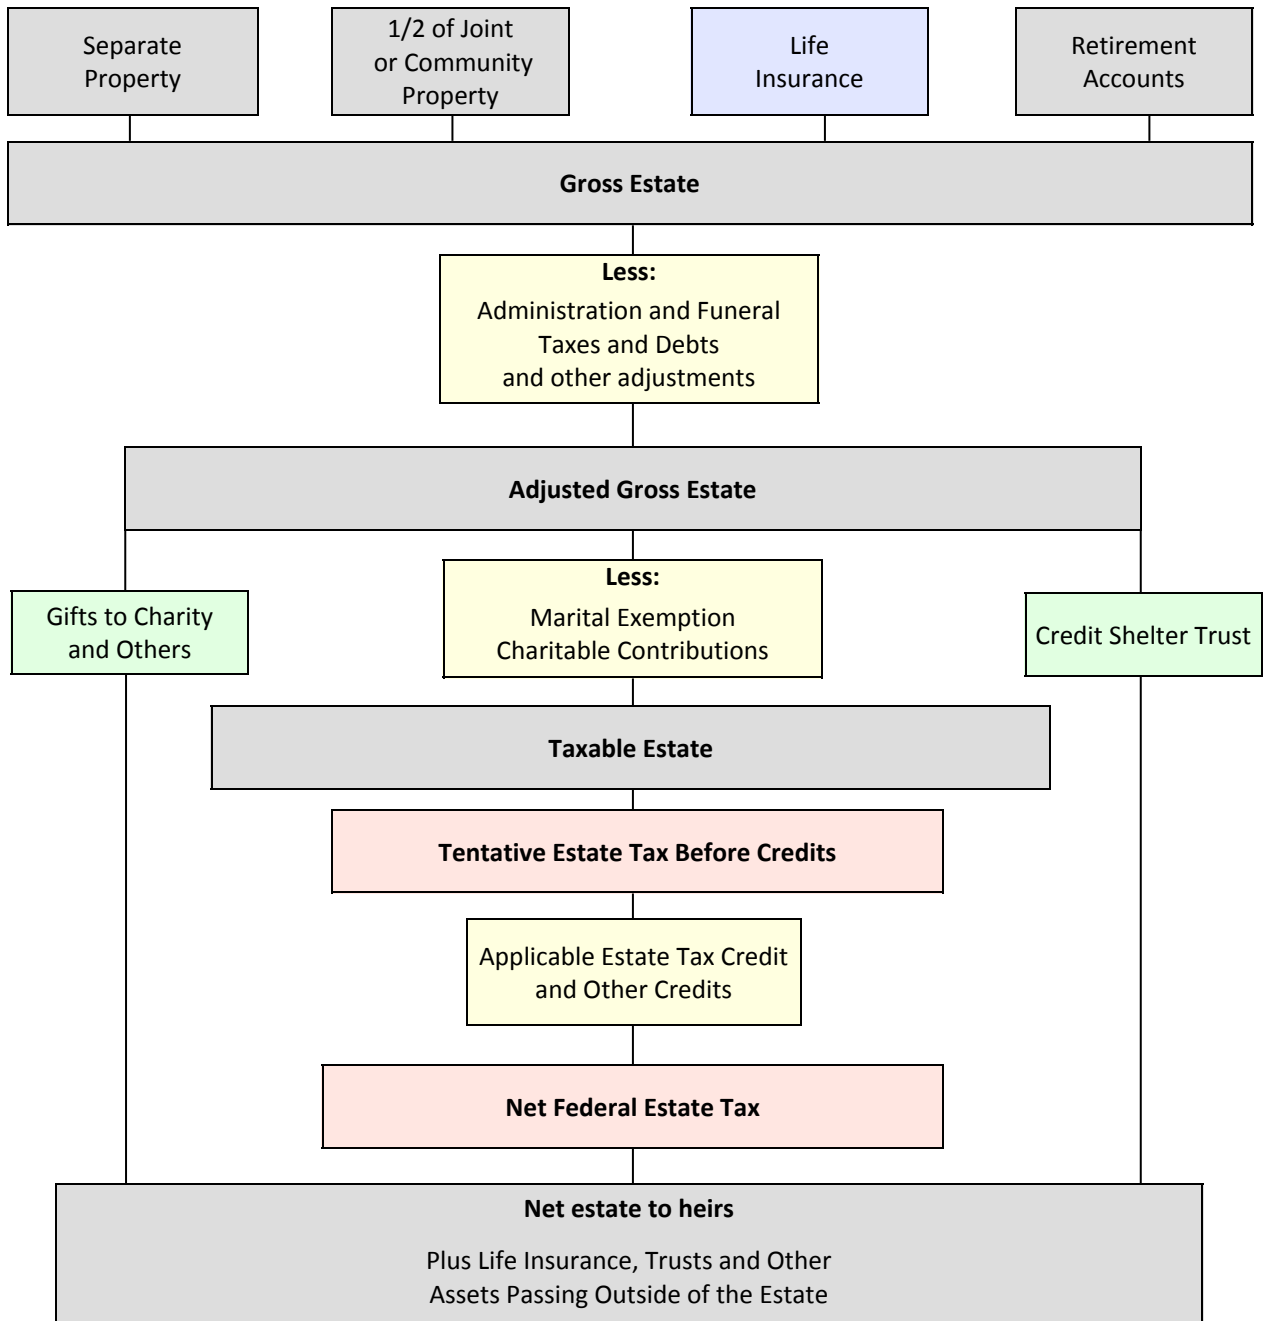 Separate
Property
1/2 of Joint
or Community
Property
Life
Insurance
Retirement
Accounts
Gross Estate
Less:
Administration and Funeral
Taxes and Debts
and other adjustments
Adjusted Gross Estate
Gifts to Charity
and Others
Less:
Marital Exemption
Charitable Contributions
Credit Shelter Trust
Taxable Estate
Tentative Estate Tax Before Credits
Applicable Estate Tax Credit
and Other Credits
Net Federal Estate Tax
Net estate to heirs
Plus Life Insurance, Trusts and Other
Assets Passing Outside of the Estate